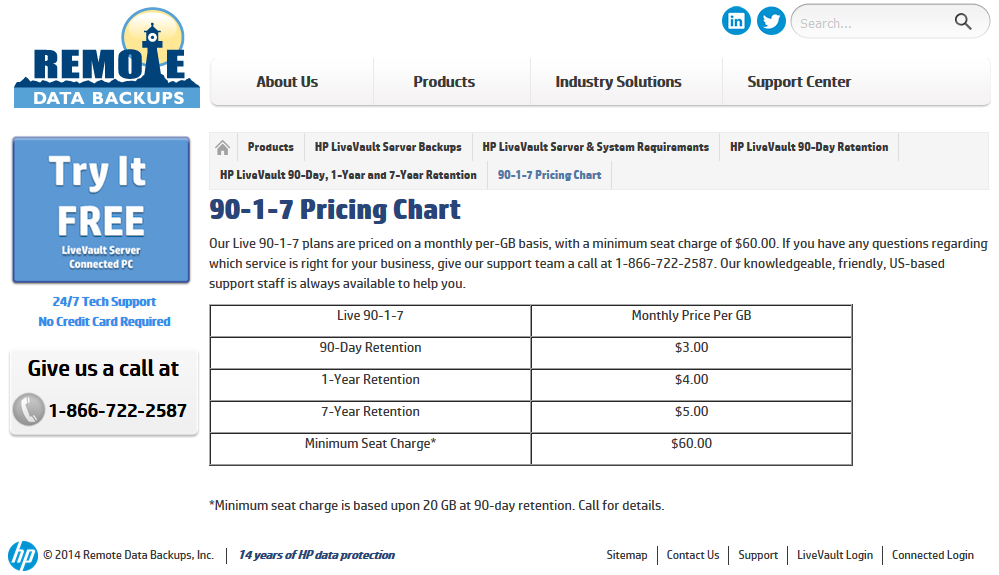 REMOTE
DATA BACKUPS
Search...
About Us
Products
Industry Solutions
Support Center
Try It
FREE
LiveVault Server
Connected PC
24/7 Tech Support
No Credit Card Required
Give us a call at
1-866-722-2587
Products
HP LiveVault Server Backups
HP LiveVault Server & System Requirements
HP LiveVault 90-Day Retention
HP LiveVault 90-Day, 1-Year and 7-Year Retention
90-1-7 Pricing Chart
90-1-7 Pricing Chart
Our Live 90-1-7 plans are priced on a monthly per-GB basis, with a minimum seat charge of $60.00. If you have any questions regarding
which service is right for your business, give our support team a call at 1-866-722-2587. Our knowledgeable, friendly, US-based
support staff is always available to help you.
Live 90-1-7 Monthly Price Per GB
90-Day Retention $3.00
1-Year Retention $4.00
7-Year Retention $5.00
Minimum Seat Charge* $60.00
*Minimum seat charge is based upon 20 GB at 90-day retention. Call for details.
hp © 2014 Remote Data Backups, Inc. | 14 years of HP data protection
Sitemap | Contact Us | Support | LiveVault Login | Connected Login